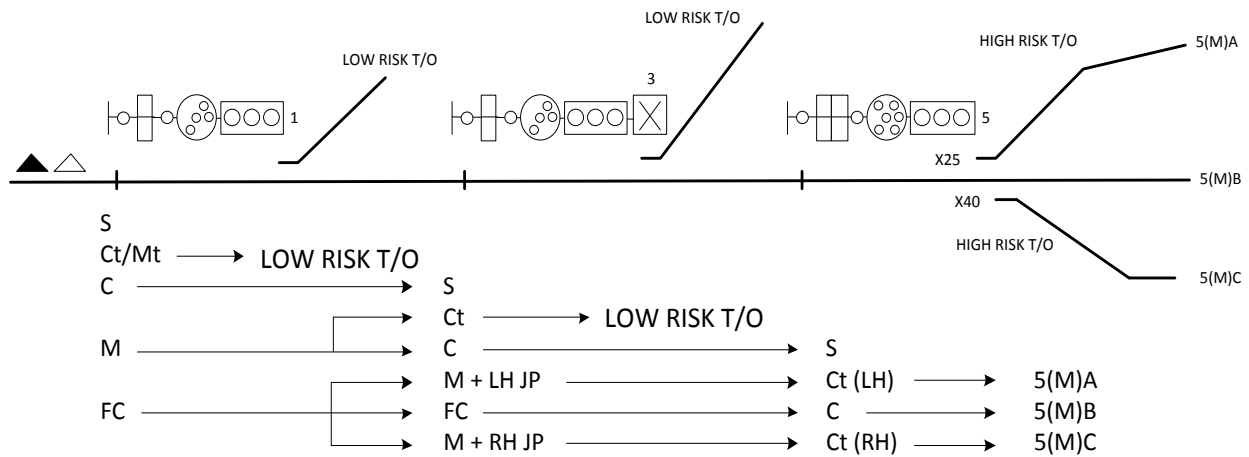 LOW RISK T/O
HIGH RISK T/O
5(M)A
LOW RISK T/O
3
1
5
X25
5(M)B
X40
HIGH RISK T/O
5(M)C
S
Ct/Mt LOW RISK T/O
C S
Ct LOW RISK T/O
M C S
M + LH JP Ct (LH) 5(M)A
FC FC C 5(M)B
M + RH JP Ct (RH) 5(M)C